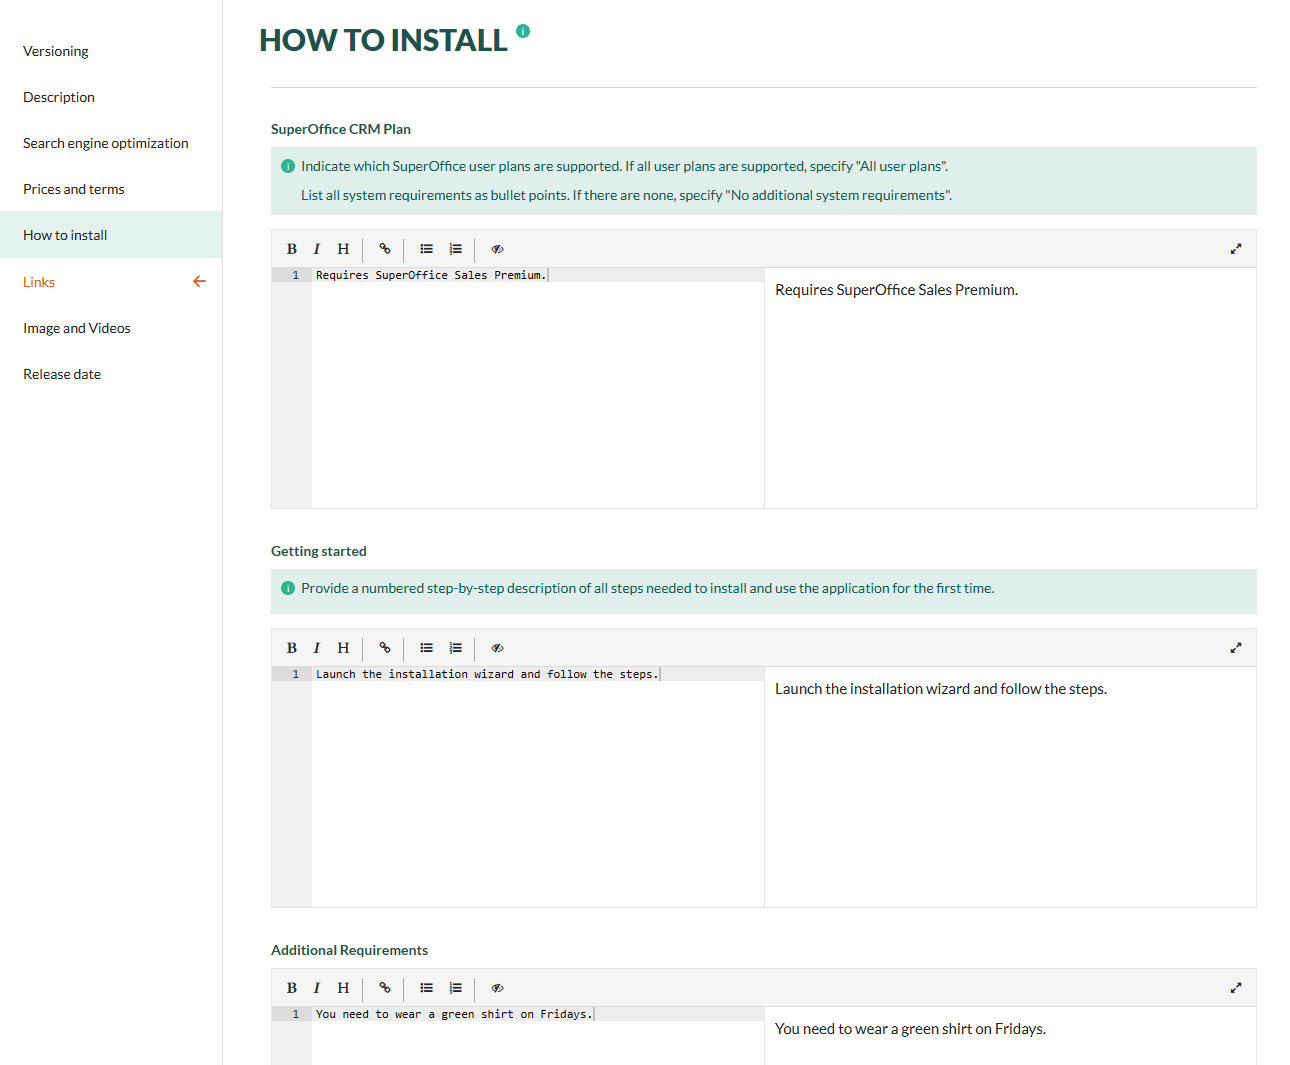 Versioning
Description
Search engine optimization
Prices and terms
How to install
Links
Image and Videos
Release date
HOW TO INSTALL
SuperOffice CRM Plan
Indicate which SuperOffice user plans are supported. If all user plans are supported, specify "All user plans".
List all system requirements as bullet points. If there are none, specify "No additional system requirements".
B I H
1 Requires SuperOffice Sales Premium.
Requires SuperOffice Sales Premium.
Getting started
Provide a numbered step-by-step description of all steps needed to install and use the application for the first time.
B I H
1 Launch the installation wizard and follow the steps.
Launch the installation wizard and follow the steps.
Additional Requirements
B I H
1 You need to wear a green shirt on Fridays.
You need to wear a green shirt on Fridays.